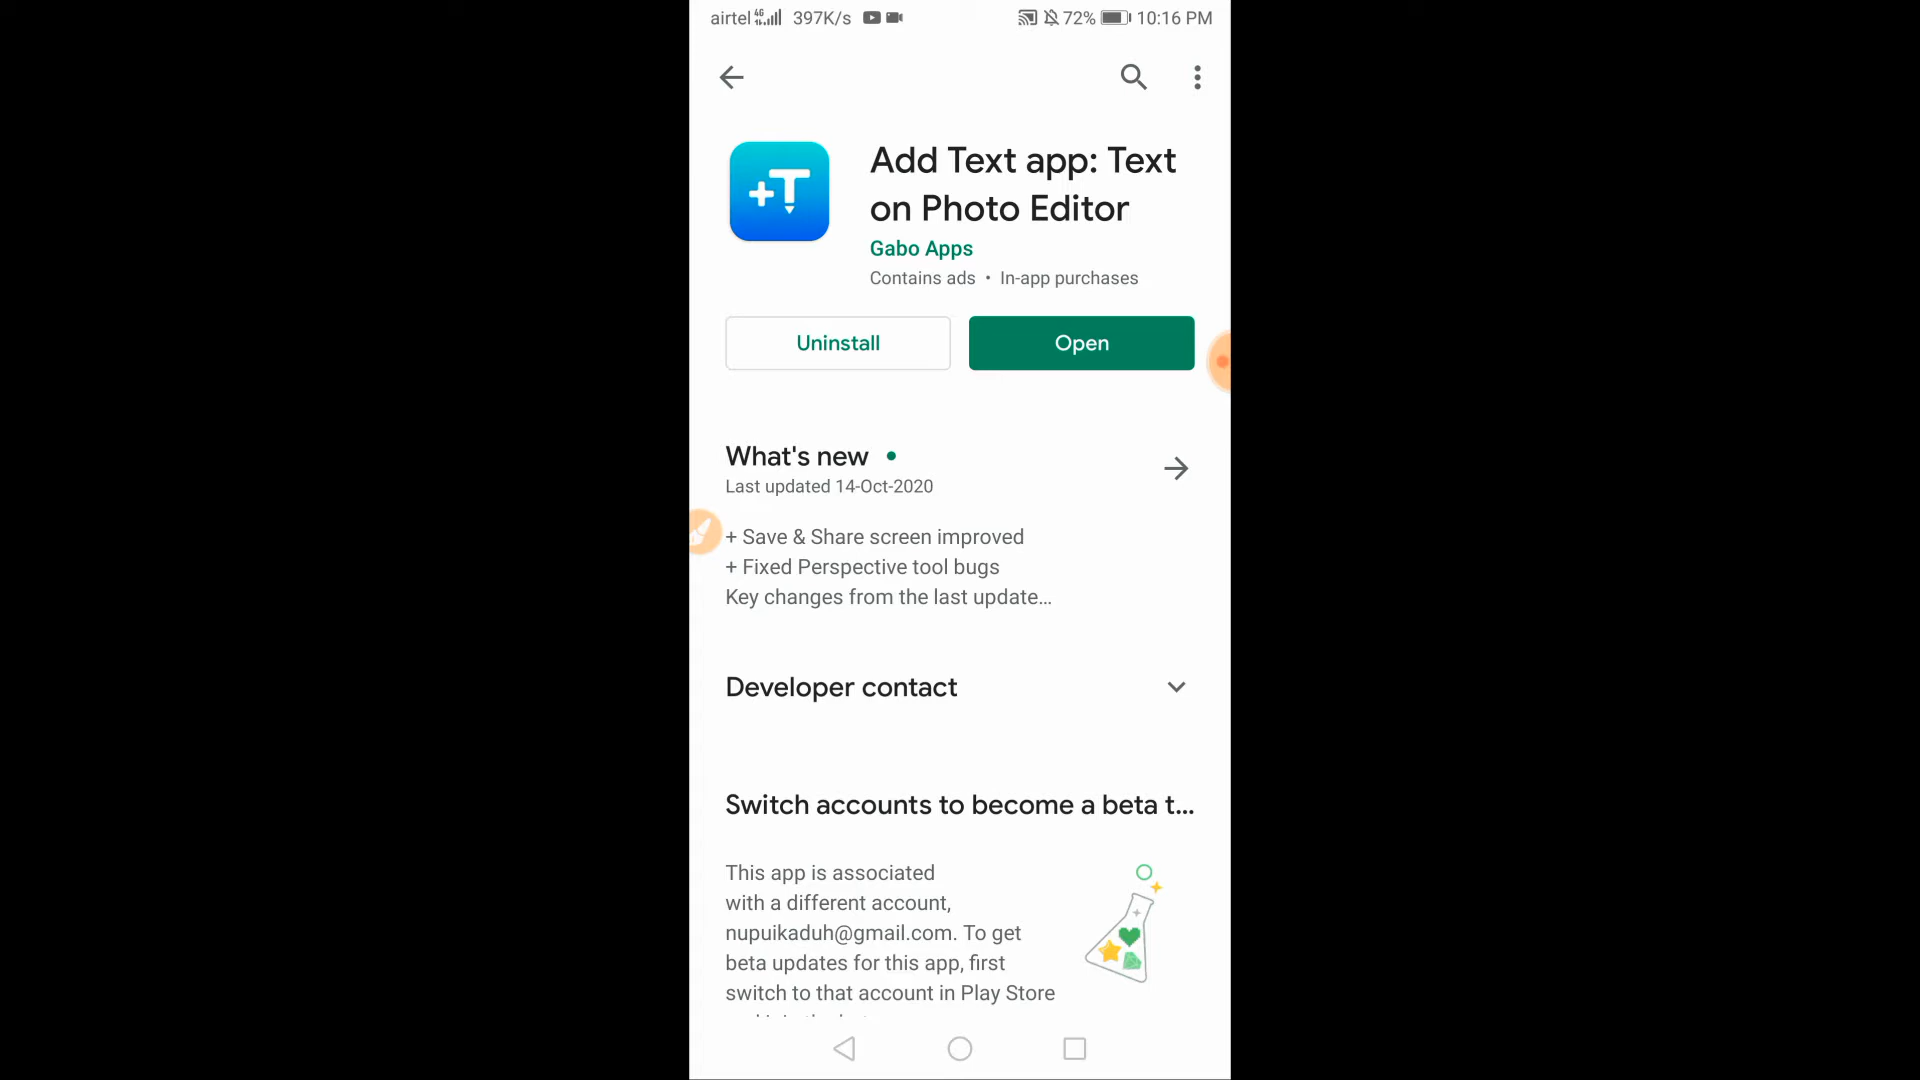 airtel 4G 397K/s 72% 10:16 PM
+T
Add Text app: Text
on Photo Editor
Gabo Apps
Contains ads • In-app purchases
Uninstall Open
What's new •
Last updated 14-Oct-2020
+ Save & Share screen improved
+ Fixed Perspective tool bugs
Key changes from the last update...
Developer contact
Switch accounts to become a beta t...
This app is associated
with a different account,
nupuikaduh@gmail.com. To get
beta updates for this app, first
switch to that account in Play Store